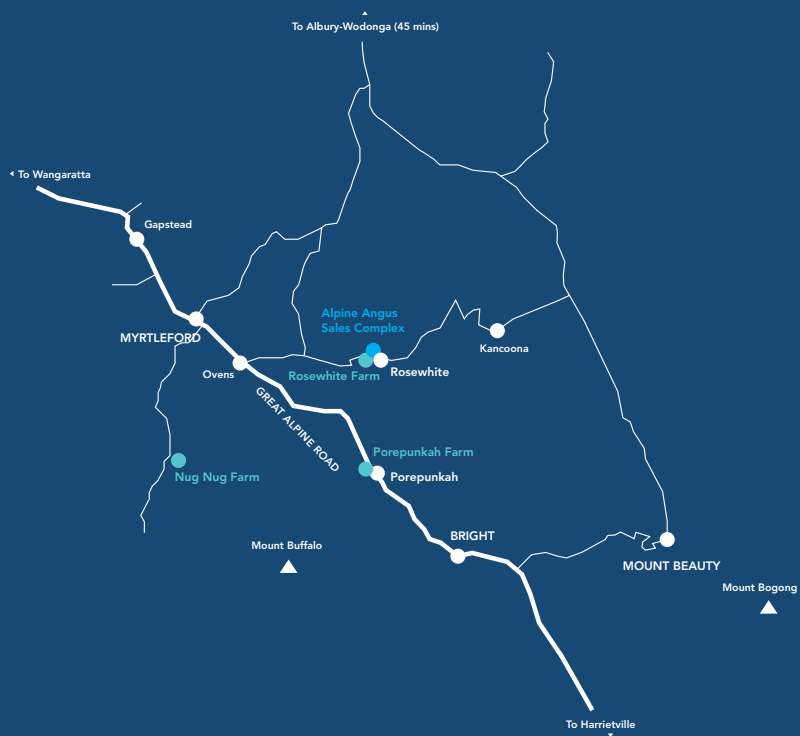 To Albury-Wodonga (45 mins)
To Wangaratta
Gapstead
Alpine Angus
Sales Complex
MYRTLEFORD
Kancoona
Ovens
Rosewhite Farm
Rosewhite
GREAT ALPINE ROAD
Porepunkah Farm
Nug Nug Farm
Porepunkah
BRIGHT
Mount Buffalo
MOUNT BEAUTY
Mount Bogong
To Harrietville